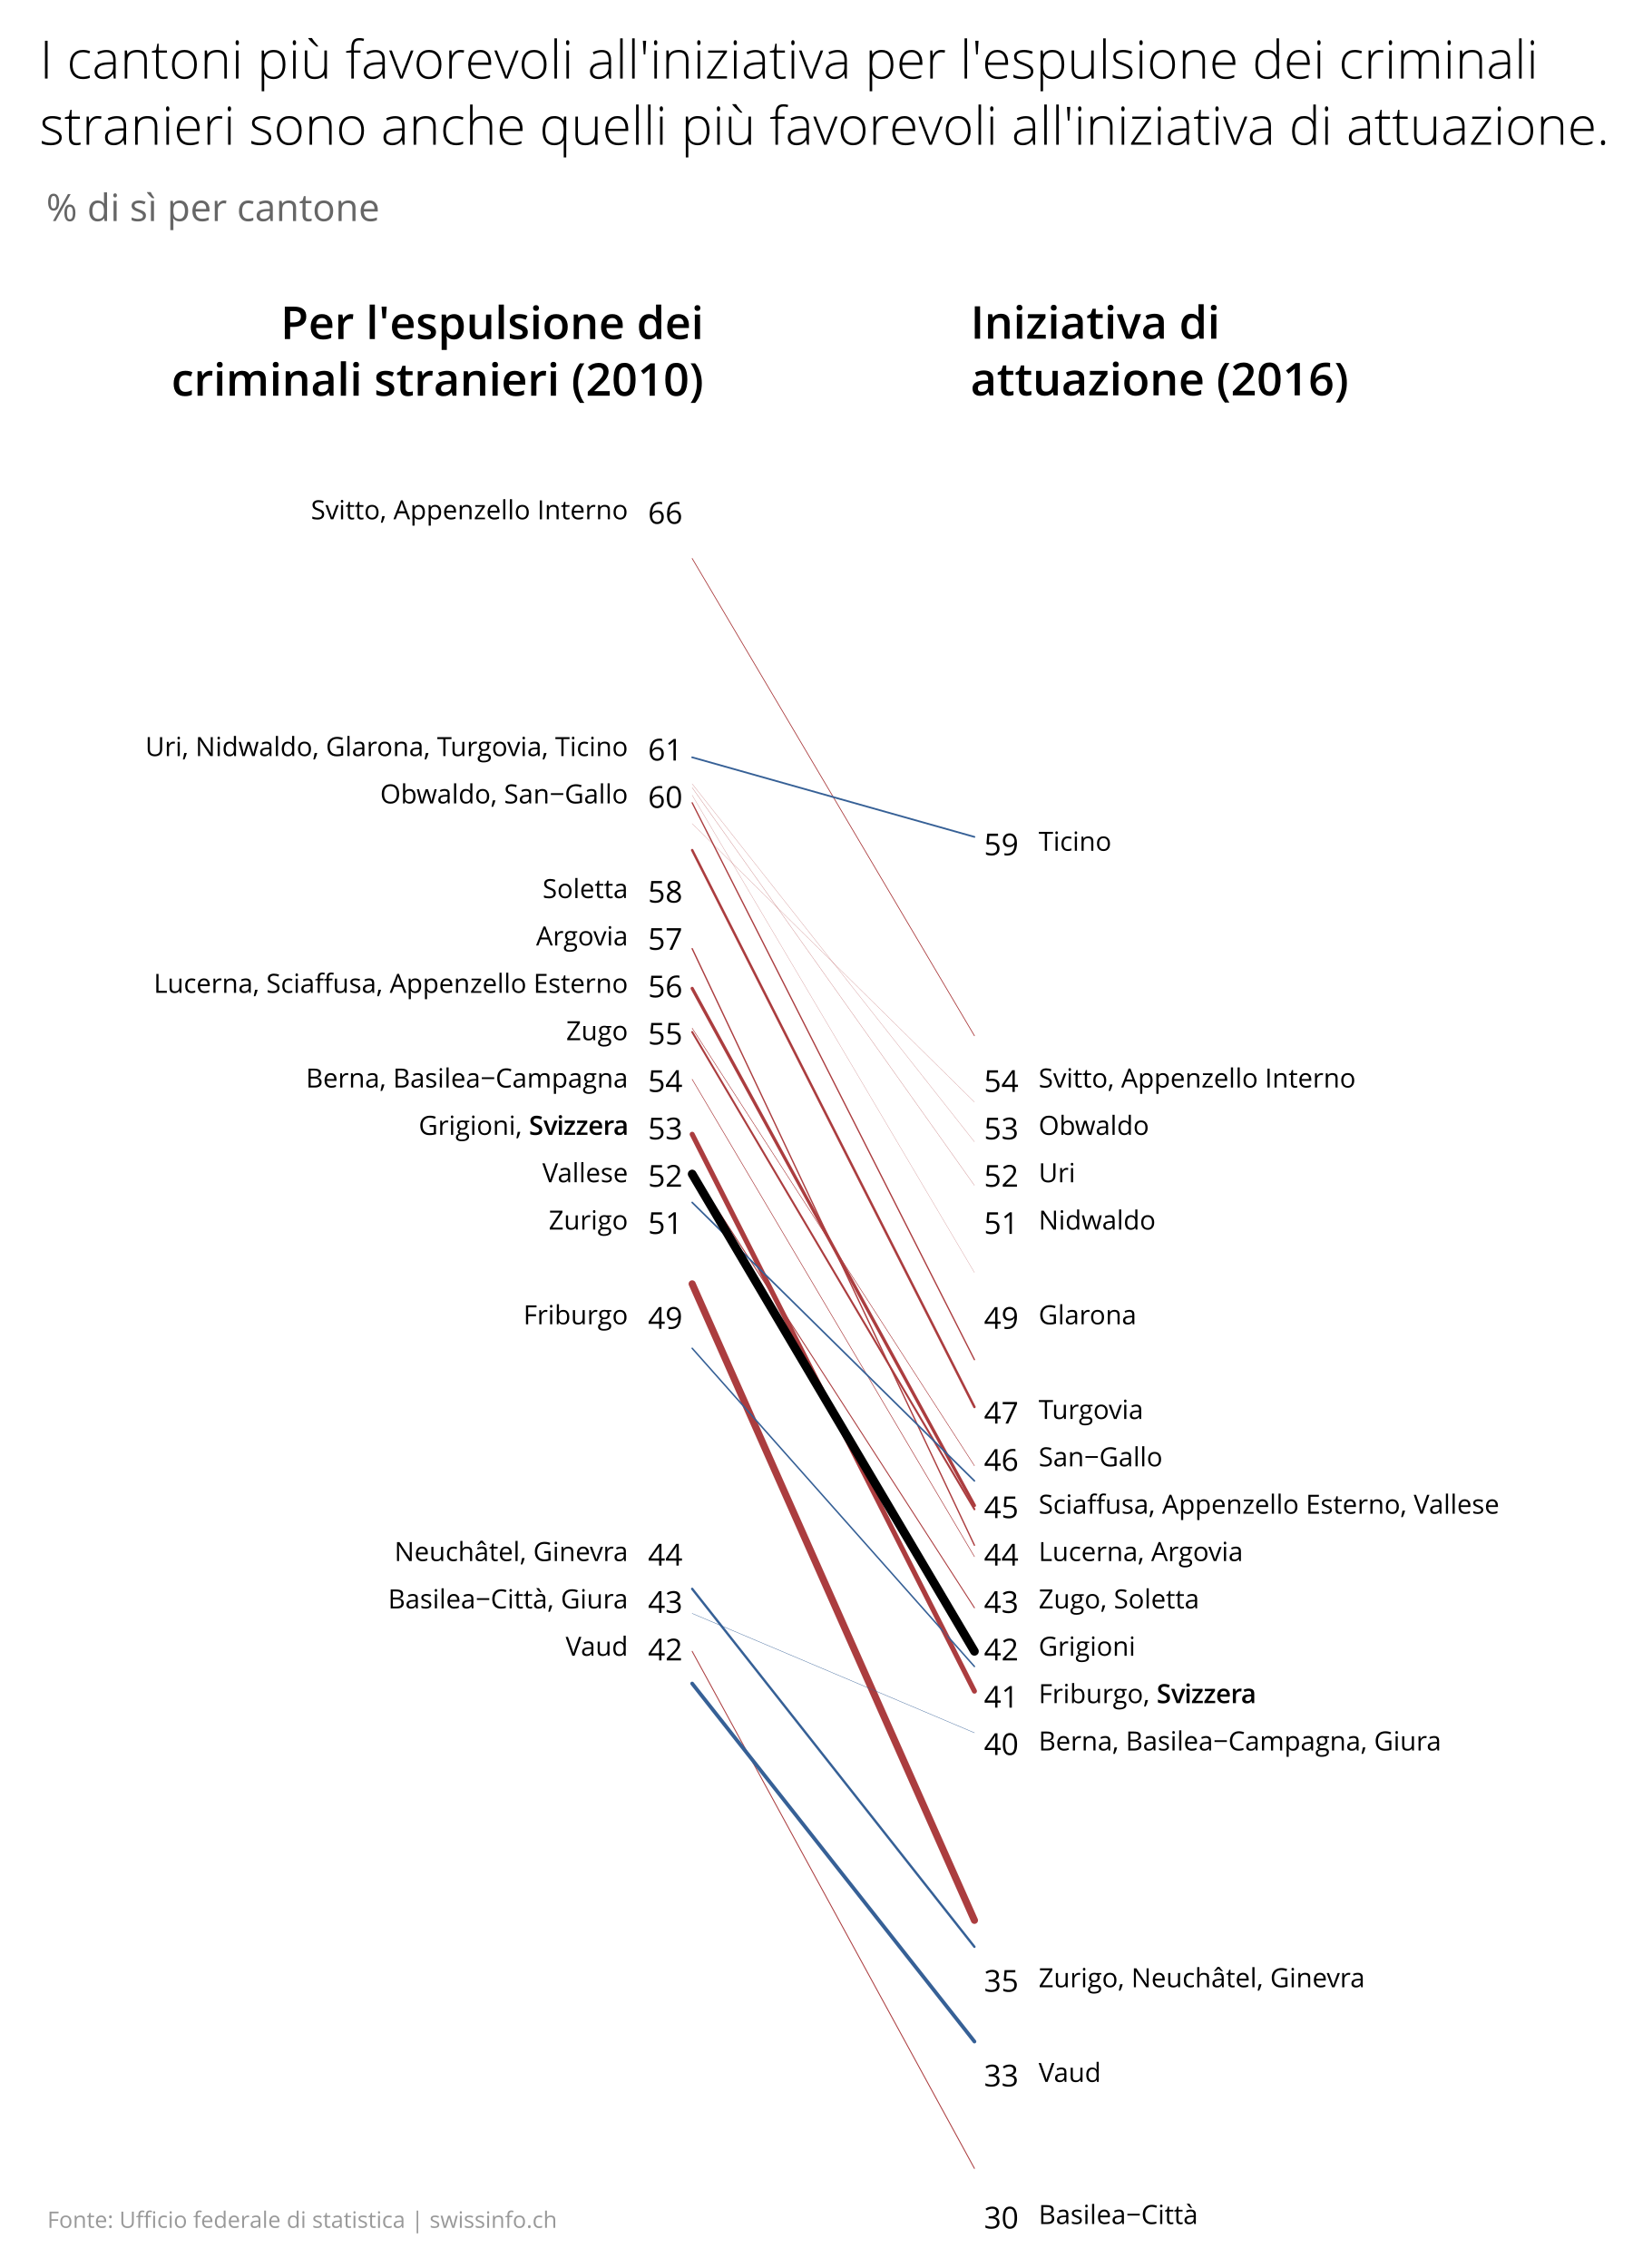 I cantoni più favorevoli all'iniziativa per l'espulsione dei criminali
stranieri sono anche quelli più favorevoli all'iniziativa di attuazione.
% di sì per cantone
Per l'espulsione dei
criminali stranieri (2010)
Iniziativa di
attuazione (2016)
Svitto, Appenzello Interno 66
Uri, Nidwaldo, Glarona, Turgovia, Ticino 61
Obwaldo, San−Gallo 60
Soletta 58
Argovia 57
Lucerna, Sciaffusa, Appenzello Esterno 56
Zugo 55
Berna, Basilea−Campagna 54
Grigioni, Svizzera 53
Vallese 52
Zurigo 51
Friburgo 49
Neuchâtel, Ginevra 44
Basilea−Città, Giura 43
Vaud 42
59 Ticino
54 Svitto, Appenzello Interno
53 Obwaldo
52 Uri
51 Nidwaldo
49 Glarona
47 Turgovia
46 San−Gallo
45 Sciaffusa, Appenzello Esterno, Vallese
44 Lucerna, Argovia
43 Zugo, Soletta
42 Grigioni
41 Friburgo, Svizzera
40 Berna, Basilea−Campagna, Giura
35 Zurigo, Neuchâtel, Ginevra
33 Vaud
30 Basilea−Città
Fonte: Ufficio federale di statistica | swissinfo.ch